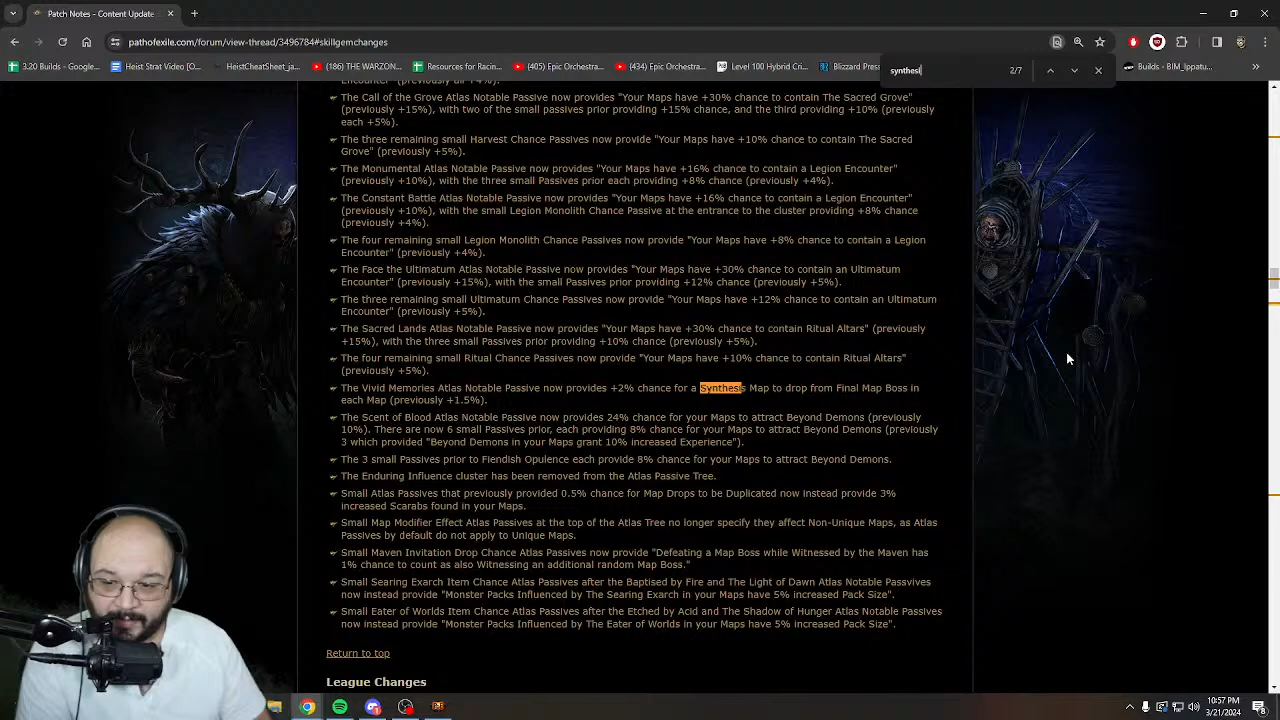 Patch Notes - Content Update
pathofexile.com/forum/view-thread/3496784#skillgemchanges
3.20 Builds - Google...
Heist Strat Video [O...
HeistCheatSheet_ja...
(186) THE WARZON...
Resources for Racin...
(405) Epic Orchestra...
(434) Epic Orchestra...
Level 100 Hybrid Cri...
Blizzard Pass
synthesi
2/7
Builds - BIM_Ippatu...
The Call of the Grove Atlas Notable Passive now provides "Your Maps have +30% chance to contain The Sacred Grove"
(previously +15%), with two of the small passives prior providing +15% chance, and the third providing +10% (previously
each +5%).
The three remaining small Harvest Chance Passives now provide "Your Maps have +10% chance to contain The Sacred
Grove" (previously +5%).
The Monumental Atlas Notable Passive now provides "Your Maps have +16% chance to contain a Legion Encounter"
(previously +10%), with the three small Passives prior each providing +8% chance (previously +4%).
The Constant Battle Atlas Notable Passive now provides "Your Maps have +16% chance to contain a Legion Encounter"
(previously +10%), with the small Legion Monolith Chance Passive at the entrance to the cluster providing +8% chance
(previously +4%).
The four remaining small Legion Monolith Chance Passives now provide "Your Maps have +8% chance to contain a Legion
Encounter" (previously +4%).
The Face the Ultimatum Atlas Notable Passive now provides "Your Maps have +30% chance to contain an Ultimatum
Encounter" (previously +15%), with the small Passives prior providing +12% chance (previously +5%).
The three remaining small Ultimatum Chance Passives now provide "Your Maps have +12% chance to contain an Ultimatum
Encounter" (previously +5%).
The Sacred Lands Atlas Notable Passive now provides "Your Maps have +30% chance to contain Ritual Altars" (previously
+15%), with the three small Passives prior providing +10% chance (previously +5%).
The four remaining small Ritual Chance Passives now provide "Your Maps have +10% chance to contain Ritual Altars"
(previously +5%).
The Vivid Memories Atlas Notable Passive now provides +2% chance for a Synthesis Map to drop from Final Map Boss in
each Map (previously +1.5%).
The Scent of Blood Atlas Notable Passive now provides 24% chance for your Maps to attract Beyond Demons (previously
10%). There are now 6 small Passives prior, each providing 8% chance for your Maps to attract Beyond Demons (previously
3 which provided "Beyond Demons in your Maps grant 10% increased Experience").
The 3 small Passives prior to Fiendish Opulence each provide 8% chance for your Maps to attract Beyond Demons.
The Enduring Influence cluster has been removed from the Atlas Passive Tree.
Small Atlas Passives that previously provided 0.5% chance for Map Drops to be Duplicated now instead provide 3%
increased Scarabs found in your Maps.
Small Map Modifier Effect Atlas Passives at the top of the Atlas Tree no longer specify they affect Non-Unique Maps, as Atlas
Passives by default do not apply to Unique Maps.
Small Maven Invitation Drop Chance Atlas Passives now provide "Defeating a Map Boss while Witnessed by the Maven has
1% chance to count as also Witnessing an additional random Map Boss."
Small Searing Exarch Item Chance Atlas Passives after the Baptised by Fire and The Light of Dawn Atlas Notable Passvives
now instead provide "Monster Packs Influenced by The Searing Exarch in your Maps have 5% increased Pack Size".
Small Eater of Worlds Item Chance Atlas Passives after the Etched by Acid and The Shadow of Hunger Atlas Notable Passives
now instead provide "Monster Packs Influenced by The Eater of Worlds in your Maps have 5% increased Pack Size".
Return to top
League Changes
10:57 PM
3/21/2024